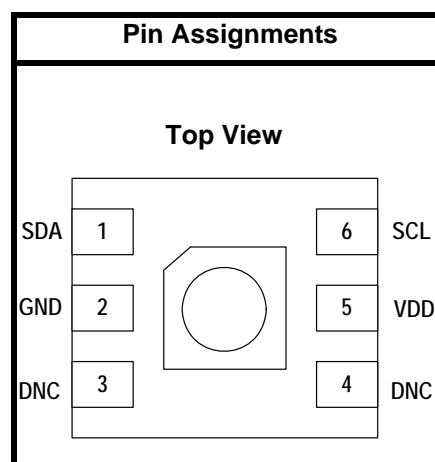 Pin Assignments
Top View
SDA 1 6 SCL
GND 2 5 VDD
DNC 3 4 DNC